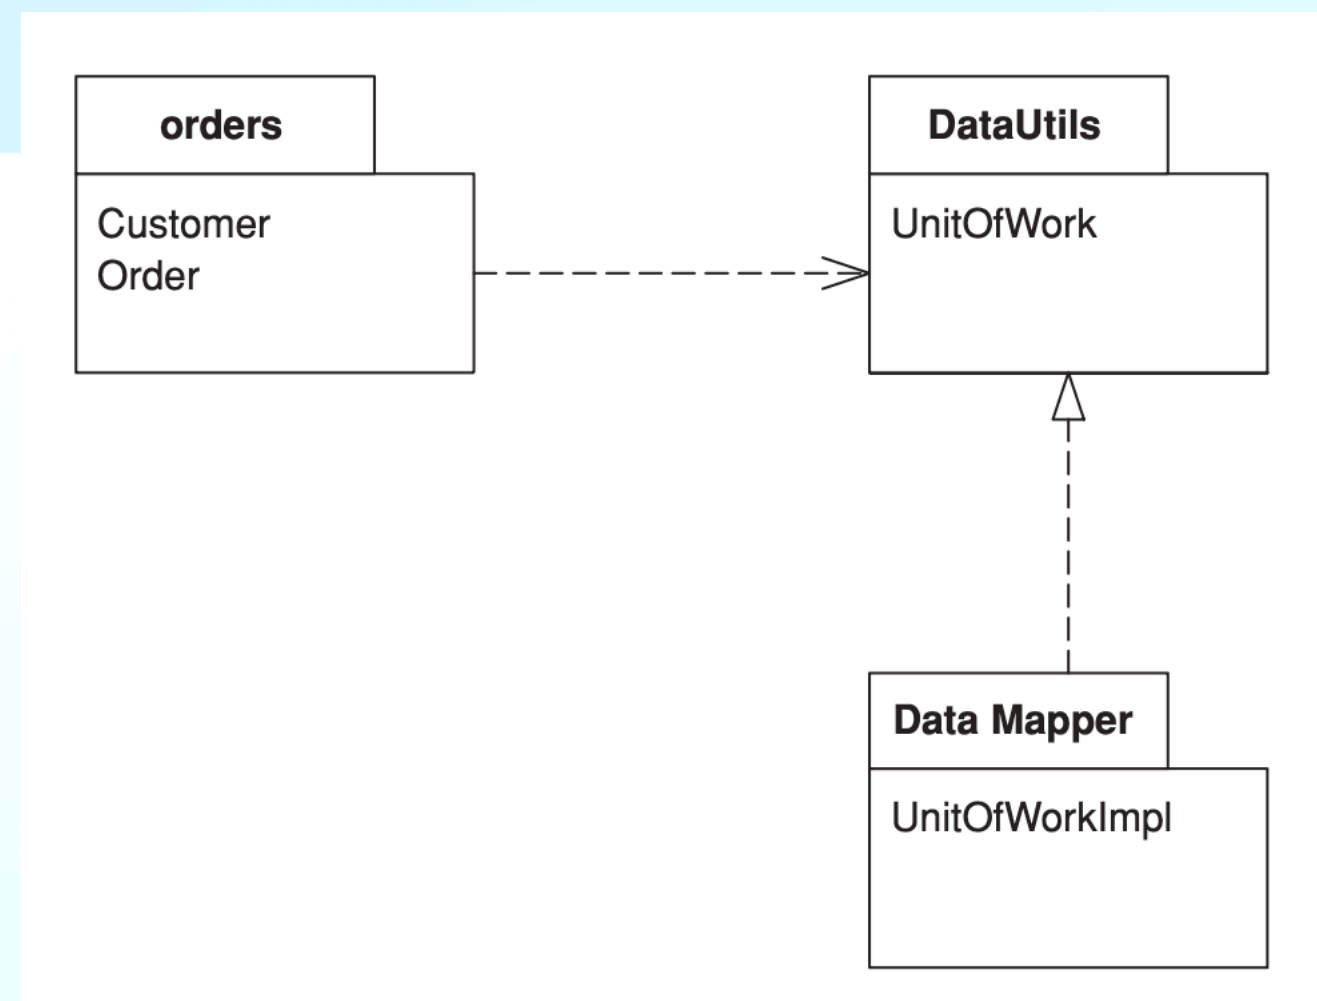 orders
Customer
Order
DataUtils
UnitOfWork
Data Mapper
UnitOfWorkImpl